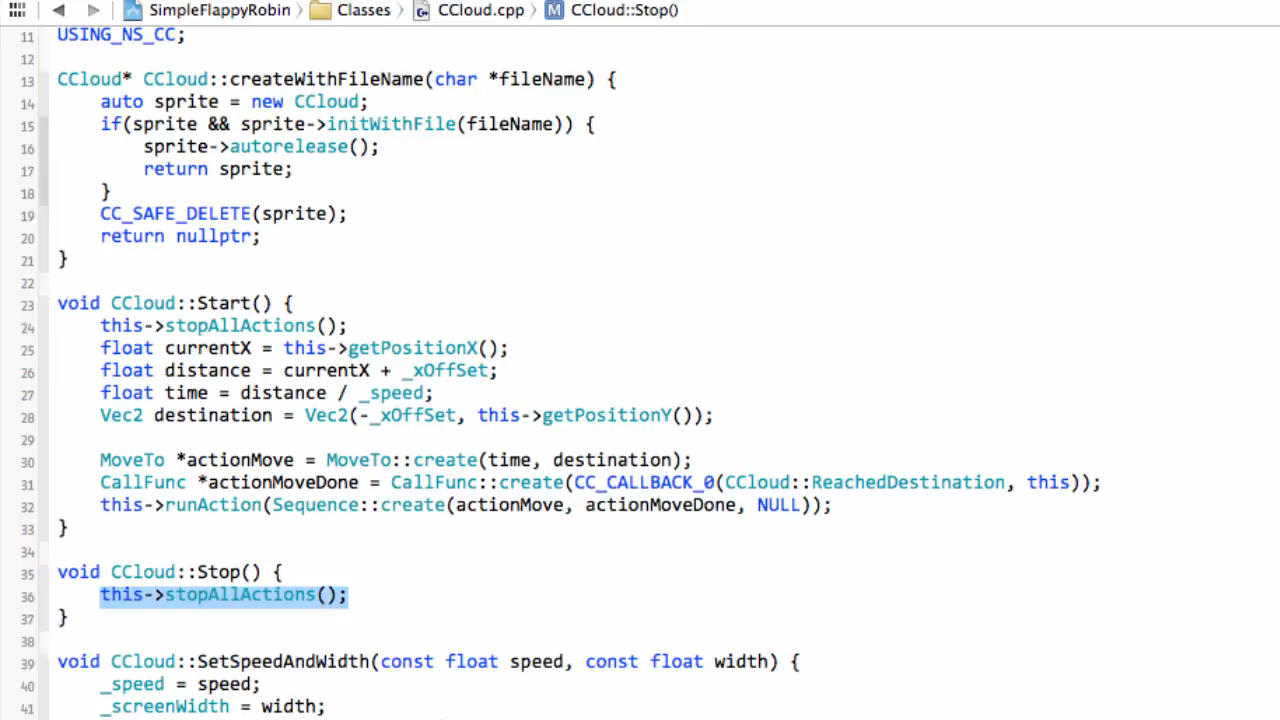 SimpleFlappyRobin 〉 Classes 〉 CCloud.cpp 〉 M CCloud::Stop()
11 USING_NS_CC;
12
13 CCloud* CCloud::createWithFileName(char *fileName) {
14     auto sprite = new CCloud;
15     if(sprite && sprite->initWithFile(fileName)) {
16         sprite->autorelease();
17         return sprite;
18     }
19     CC_SAFE_DELETE(sprite);
20     return nullptr;
21 }
22
23 void CCloud::Start() {
24     this->stopAllActions();
25     float currentX = this->getPositionX();
26     float distance = currentX + _xOffSet;
27     float time = distance / _speed;
28     Vec2 destination = Vec2(-_xOffSet, this->getPositionY());
29
30     MoveTo *actionMove = MoveTo::create(time, destination);
31     CallFunc *actionMoveDone = CallFunc::create(CC_CALLBACK_0(CCloud::ReachedDestination, this));
32     this->runAction(Sequence::create(actionMove, actionMoveDone, NULL));
33 }
34
35 void CCloud::Stop() {
36     this->stopAllActions();
37 }
38
39 void CCloud::SetSpeedAndWidth(const float speed, const float width) {
40     _speed = speed;
41     _screenWidth = width;